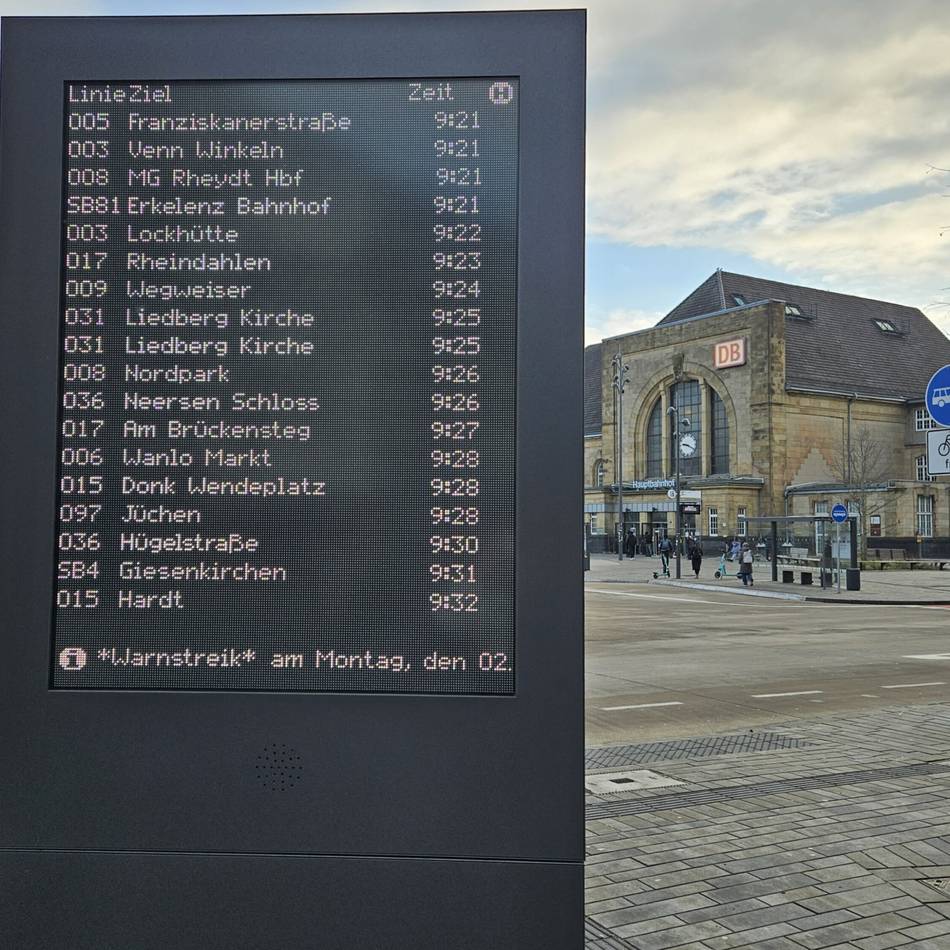 Linie Ziel Zeit H
005 Franziskanerstraße 9:21
003 Venn Winkeln 9:21
008 MG Rheydt Hbf 9:21
SB81 Erkelenz Bahnhof 9:21
003 Lockhütte 9:22
017 Rheindahlen 9:23
009 Wegweiser 9:24
031 Liedberg Kirche 9:25
031 Liedberg Kirche 9:25
008 Nordpark 9:26
036 Neersen Schloss 9:26
017 Am Brückensteg 9:27
006 Wanlo Markt 9:28
015 Donk Wendeplatz 9:28
097 Jüchen 9:28
036 Hügelstraße 9:30
SB4 Giesenkirchen 9:31
015 Hardt 9:32
i *Warnstreik* am Montag, den 02.
DB
Hauptbahnhof